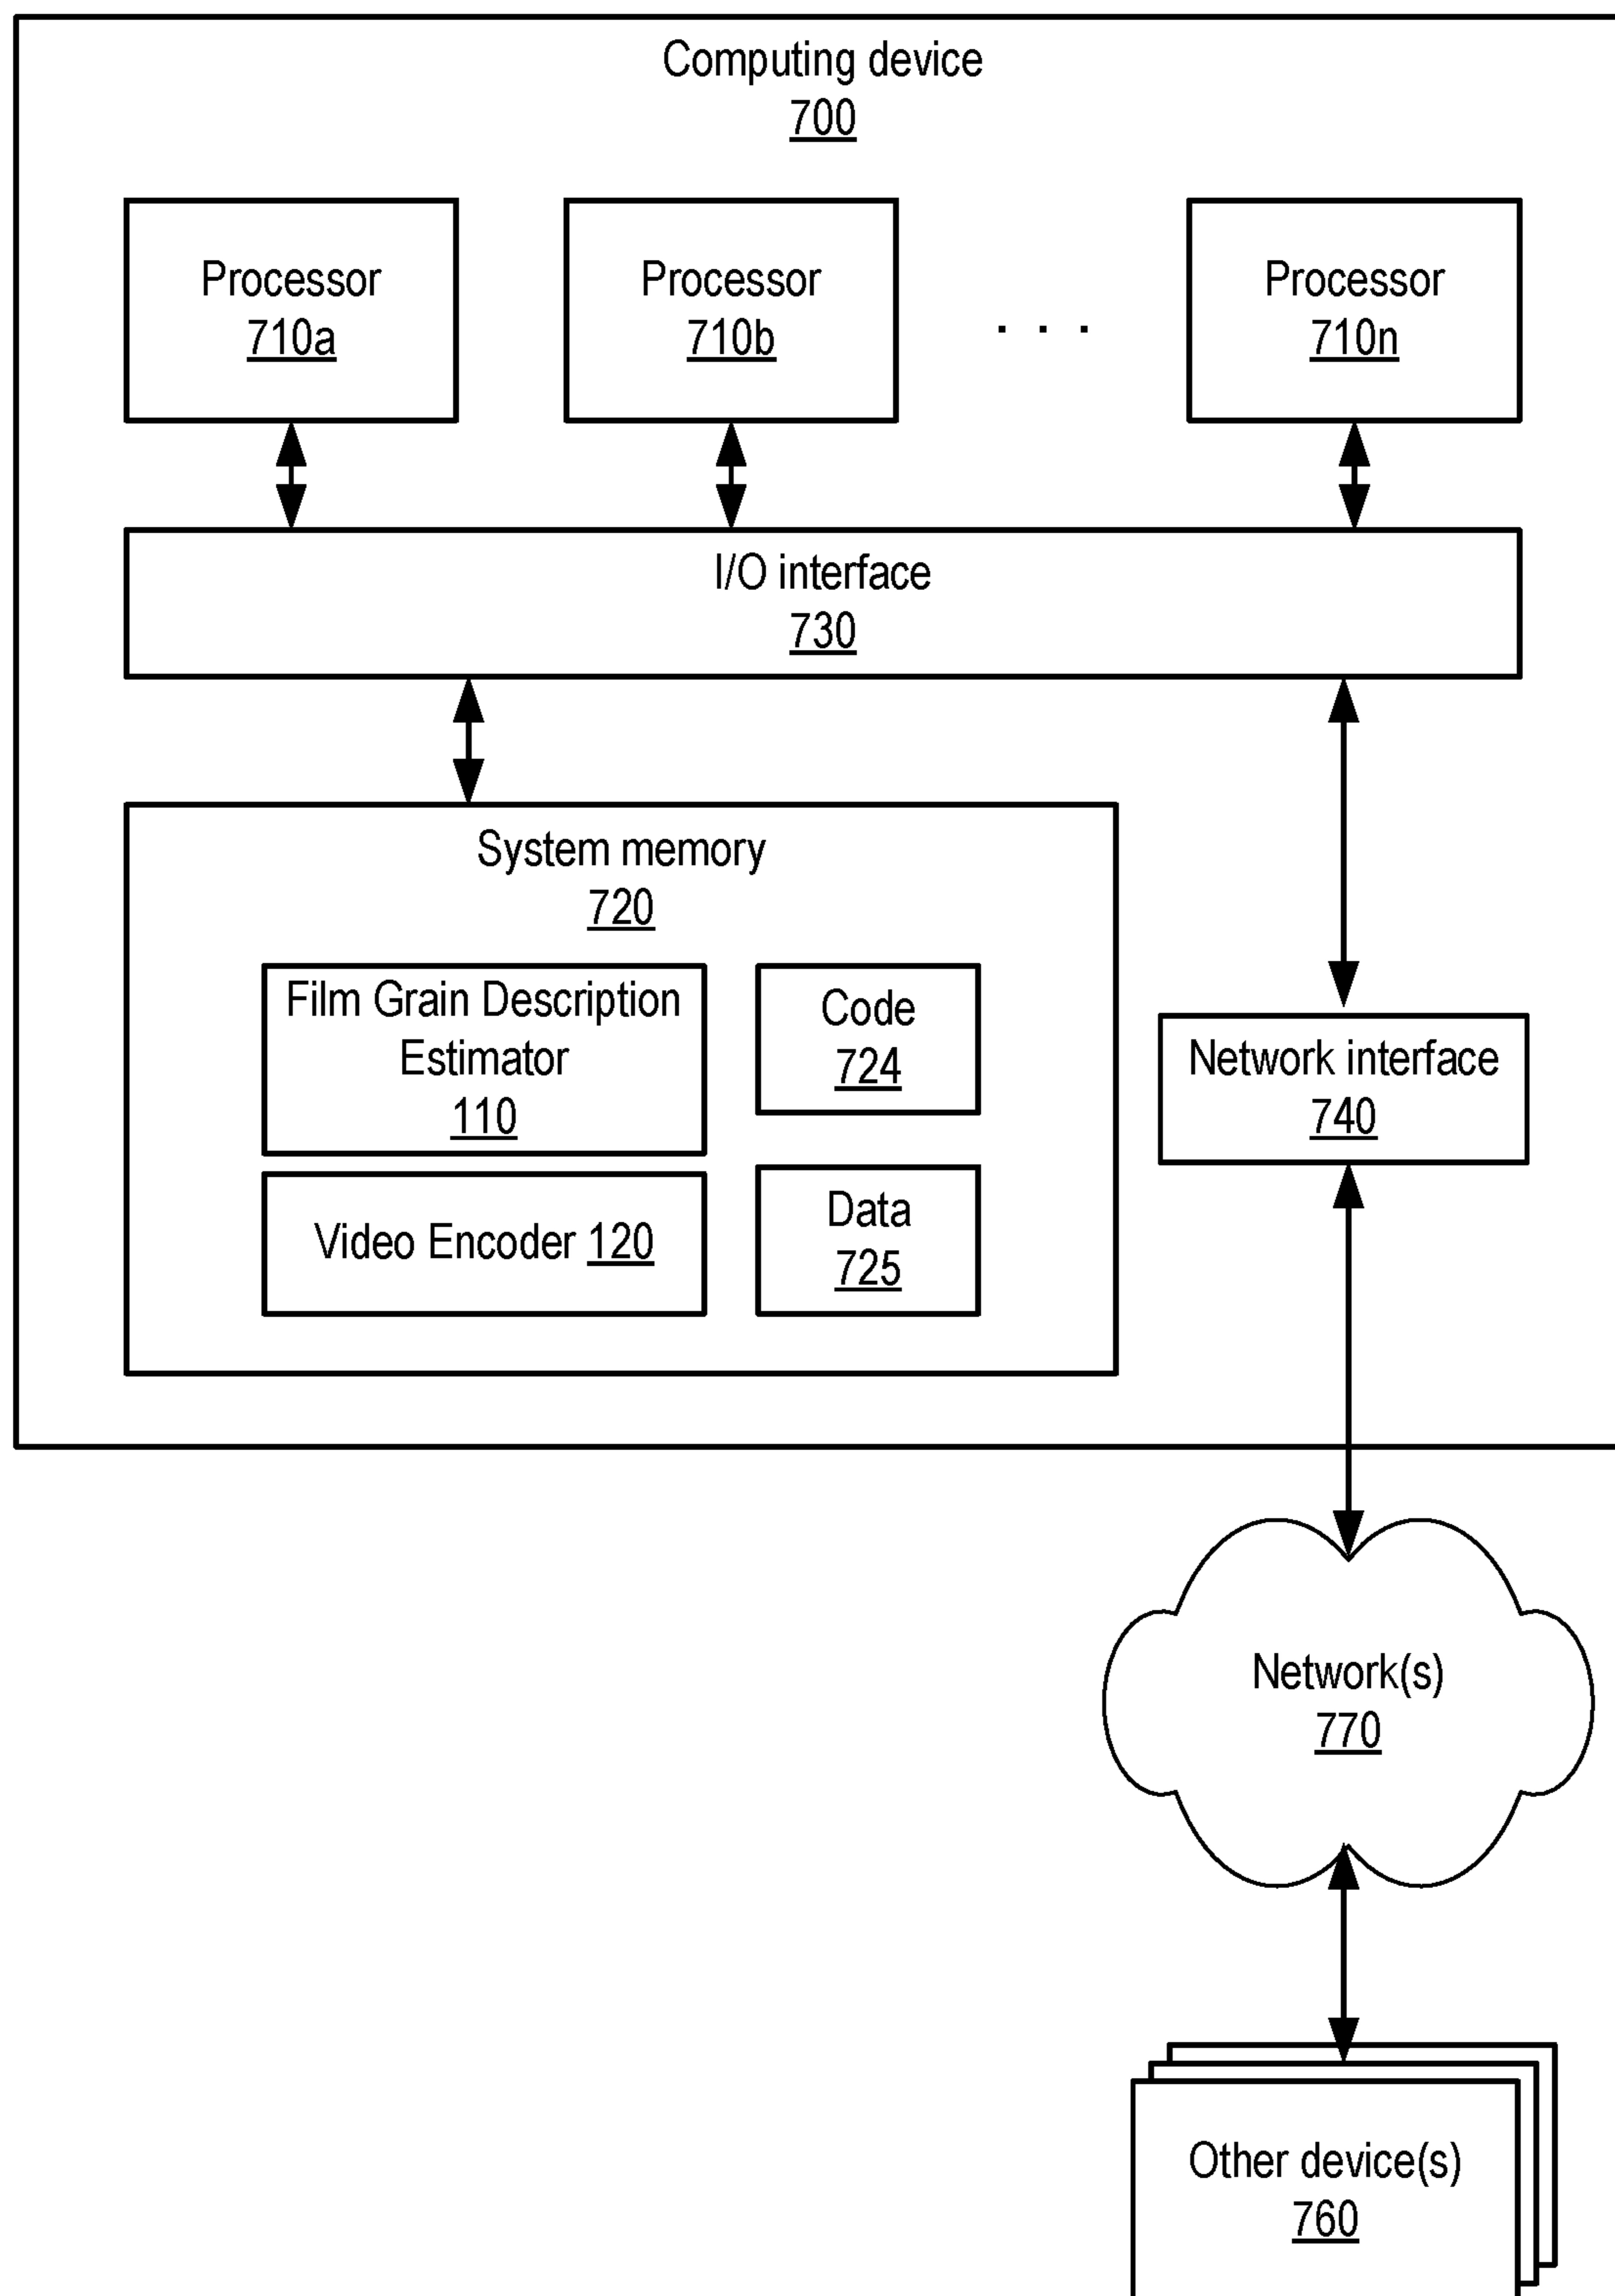 Computing device
700
Processor
710a
Processor
710b
. . .
Processor
710n
I/O interface
730
System memory
720
Film Grain Description
Estimator
110
Code
724
Network interface
740
Video Encoder 120
Data
725
Network(s)
770
Other device(s)
760